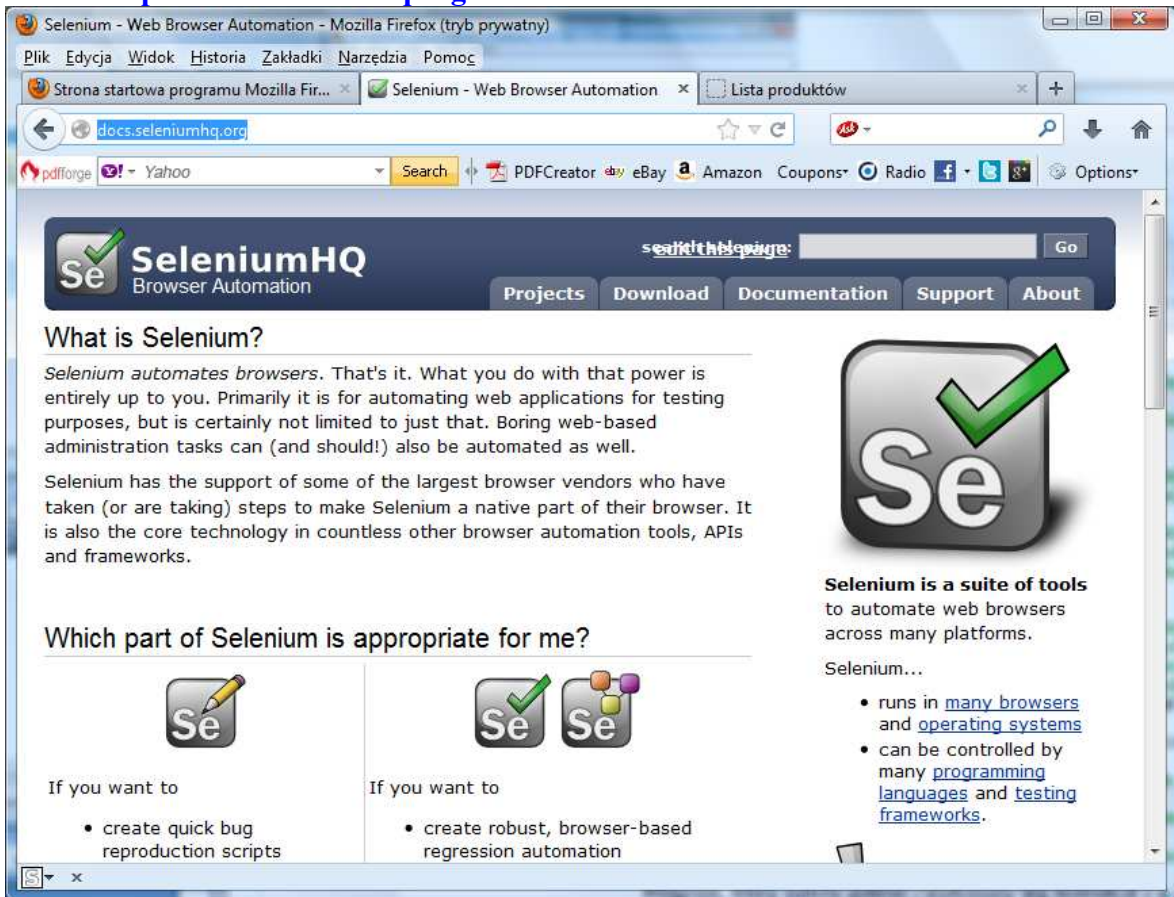 Selenium - Web Browser Automation - Mozilla Firefox (tryb prywatny)
Plik Edycja Widok Historia Zakładki Narzędzia Pomoc
Strona startowa programu Mozilla Fir... Selenium - Web Browser Automation Lista produktów
docs.seleniumhq.org
pdfforge Yahoo Search PDFCreator eBay Amazon Coupons Radio Options
Se SeleniumHQ
Browser Automation
edit this page Go
Projects Download Documentation Support About
What is Selenium?
Selenium automates browsers. That's it. What you do with that power is
entirely up to you. Primarily it is for automating web applications for testing
purposes, but is certainly not limited to just that. Boring web-based
administration tasks can (and should!) also be automated as well.
Selenium has the support of some of the largest browser vendors who have
taken (or are taking) steps to make Selenium a native part of their browser. It
is also the core technology in countless other browser automation tools, APIs
and frameworks.
Se
Selenium is a suite of tools
to automate web browsers
across many platforms.
Selenium...
• runs in many browsers
and operating systems
• can be controlled by
many programming
languages and testing
frameworks.
Which part of Selenium is appropriate for me?
Se
If you want to
• create quick bug
reproduction scripts
Se Se
If you want to
• create robust, browser-based
regression automation